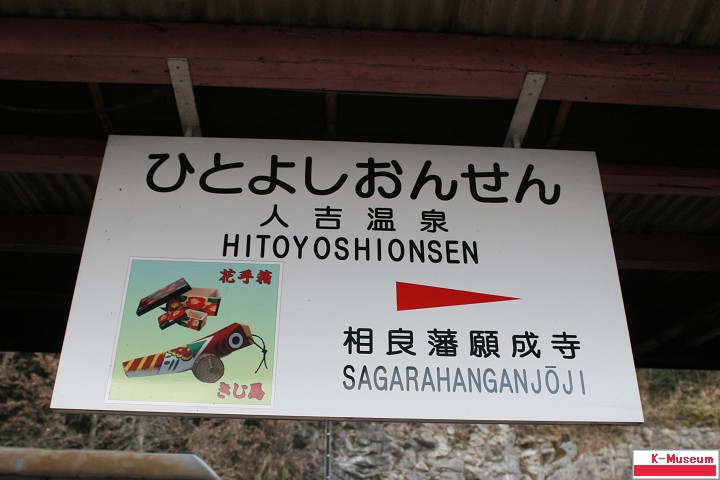 ひとよしおんせん
人吉温泉
HITOYOSHIONSEN
花手箱
きじ馬
相良藩願成寺
SAGARAHANGANJŌJI
K-Museum